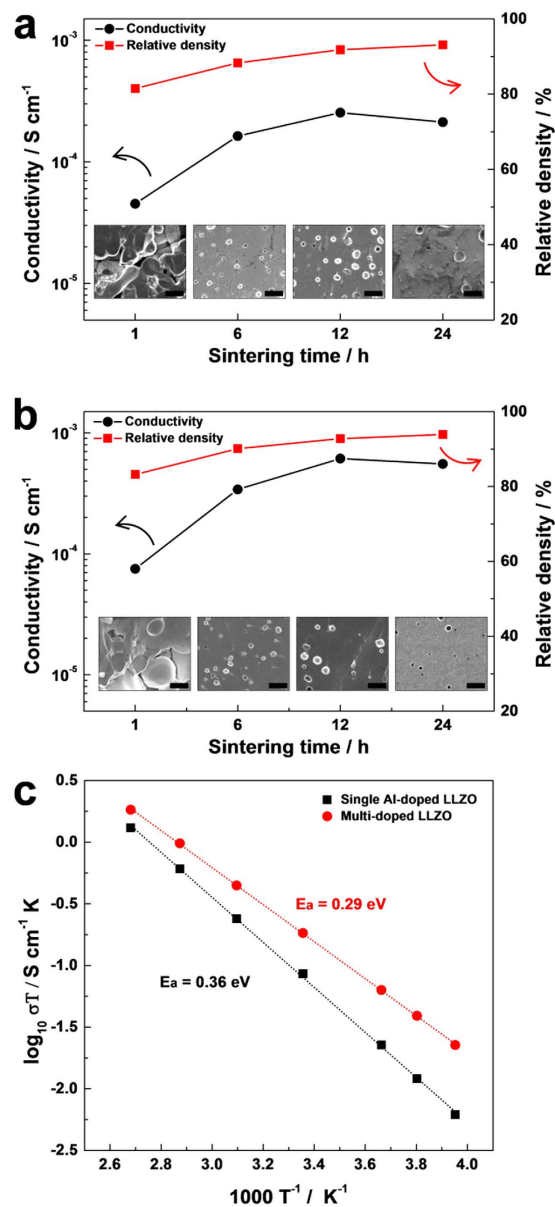 a
Conductivity
Relative density
10⁻³
10⁻⁴
10⁻⁵
Conductivity / S cm⁻¹
100
80
60
40
20
Relative density / %
1 6 12 24
Sintering time / h
b
Conductivity
Relative density
10⁻³
10⁻⁴
10⁻⁵
Conductivity / S cm⁻¹
100
80
60
40
20
Relative density / %
1 6 12 24
Sintering time / h
c
Single Al-doped LLZO
Multi-doped LLZO
Ea = 0.29 eV
Ea = 0.36 eV
0.5
0.0
-0.5
-1.0
-1.5
-2.0
-2.5
log₁₀ σT / S cm⁻¹ K
2.6 2.8 3.0 3.2 3.4 3.6 3.8 4.0
1000 T⁻¹ / K⁻¹